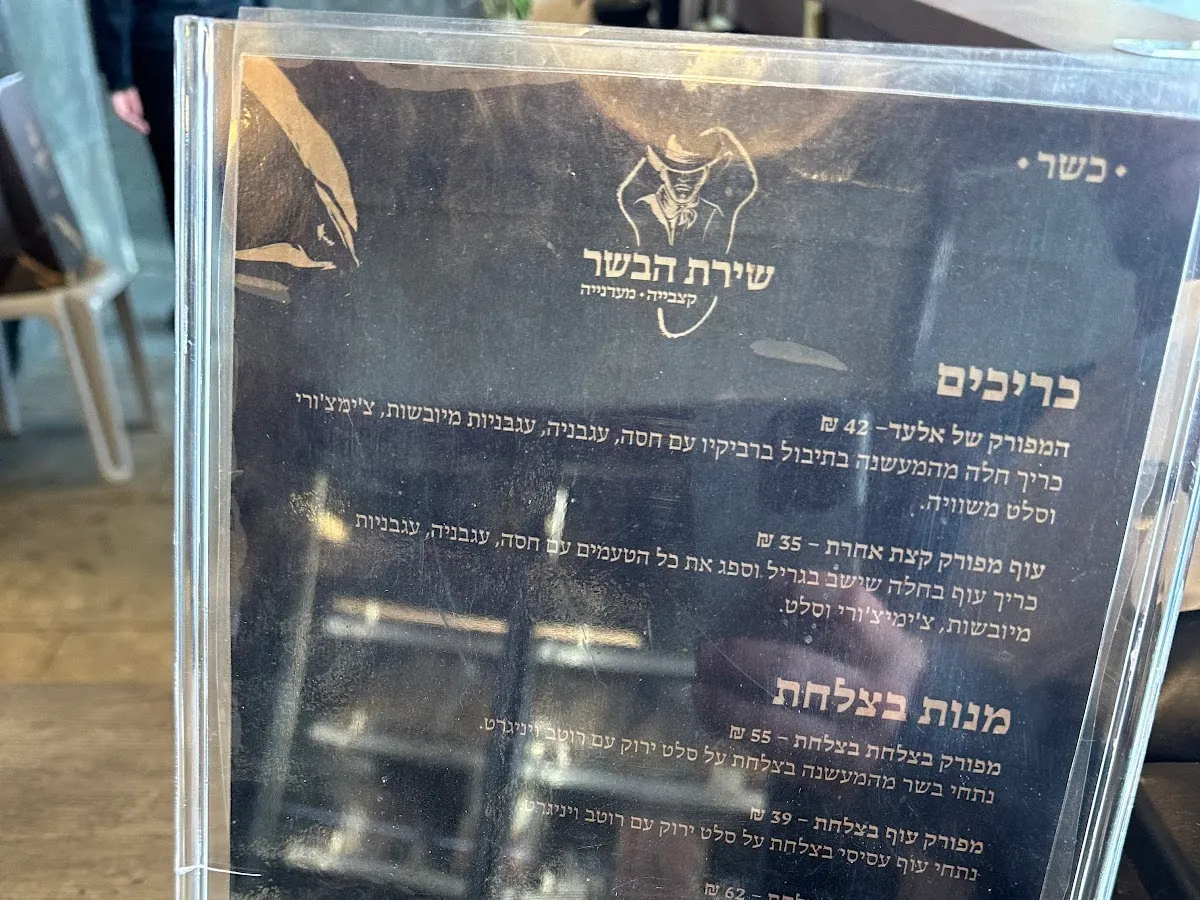 • כשר •
שירת הבשר
קצבייה • מעדנייה
כריכים
המפורק של אלעד- 42 ₪
כריך חלה מהמעשנה בתיבול ברביקיו עם חסה, עגבניה, עגבניות מיובשות, צ'ימצ'ורי
וסלט משוויה.
עוף מפורק קצת אחרת - 35 ₪
כריך עוף בחלה שישב בגריל וספג את כל הטעמים עם חסה, עגבניה, עגבניות
מיובשות, צ'ימיצ'ורי וסלט.
מנות בצלחת
מפורק בצלחת בצלחת - 55 ₪
נתחי בשר מהמעשנה בצלחת על סלט ירוק עם רוטב ויניגרט.
מפורק עוף בצלחת - 39 ₪
נתחי עוף עסיסי בצלחת על סלט ירוק עם רוטב ויניגרט.
בצלחת - 62 ₪